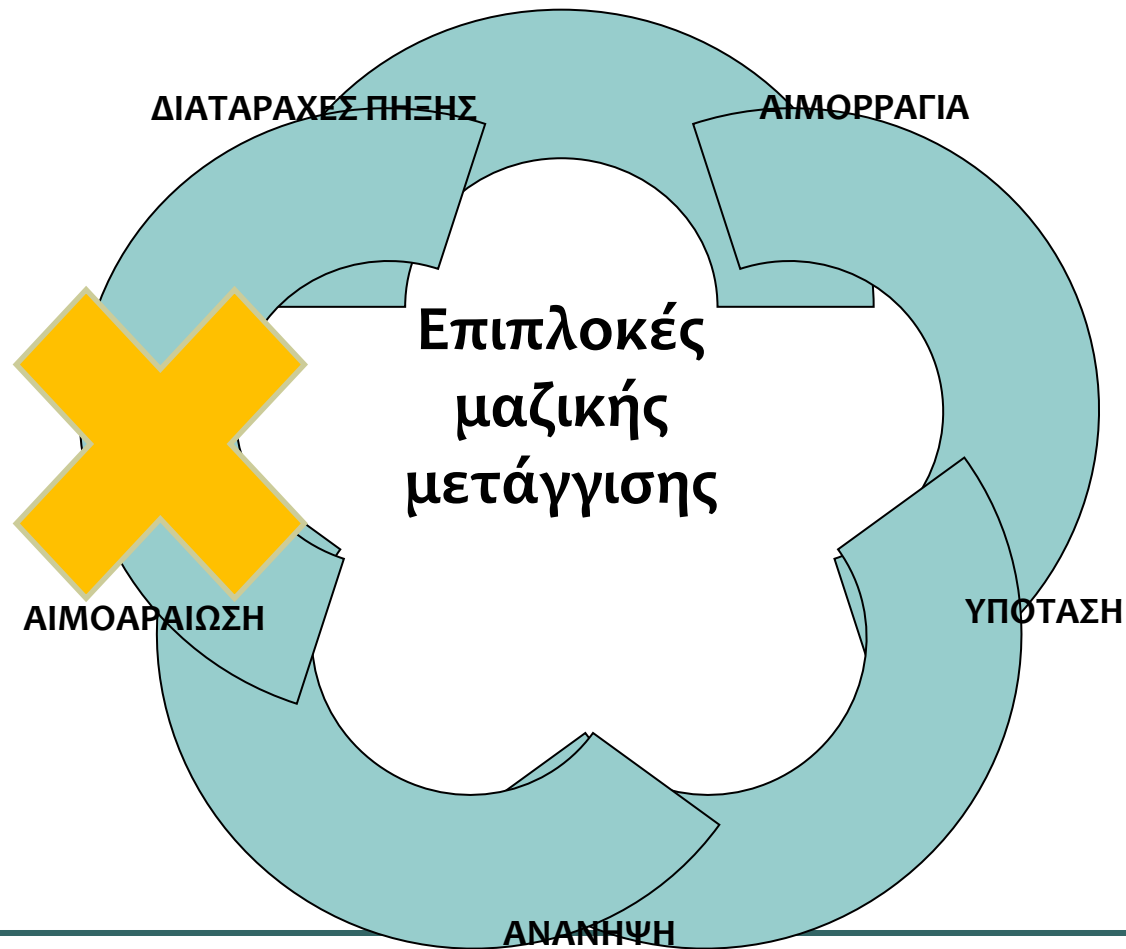 ΔΙΑΤΑΡΑΧΕΣ ΠΗΞΗΣ
ΑΙΜΟΡΡΑΓΙΑ
Επιπλοκές
μαζικής
μετάγγισης
ΑΙΜΟΑΡΑΙΩΣΗ
ΥΠΟΤΑΣΗ
ΑΝΑΝΗΨΗ